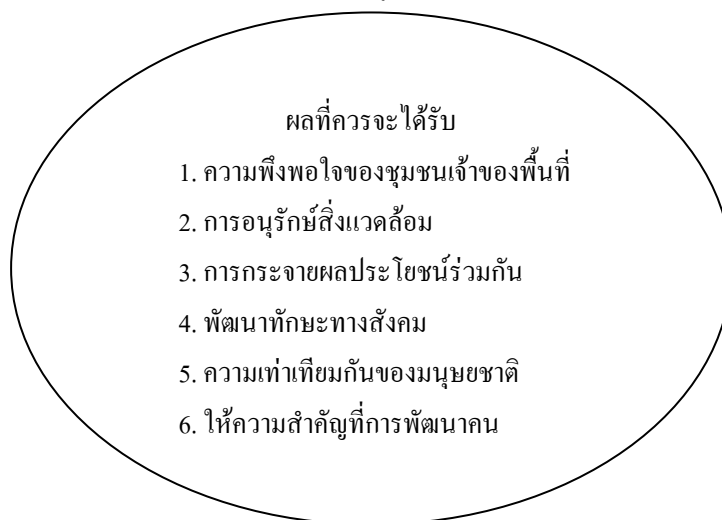 ผลที่ควรจะได้รับ
1. ความพึงพอใจของชุมชนเจ้าของพื้นที่
2. การอนุรักษ์สิ่งแวดล้อม
3. การกระจายผลประโยชน์ร่วมกัน
4. พัฒนาทักษะทางสังคม
5. ความเท่าเทียมกันของมนุษยชาติ
6. ให้ความสำคัญที่การพัฒนาคน